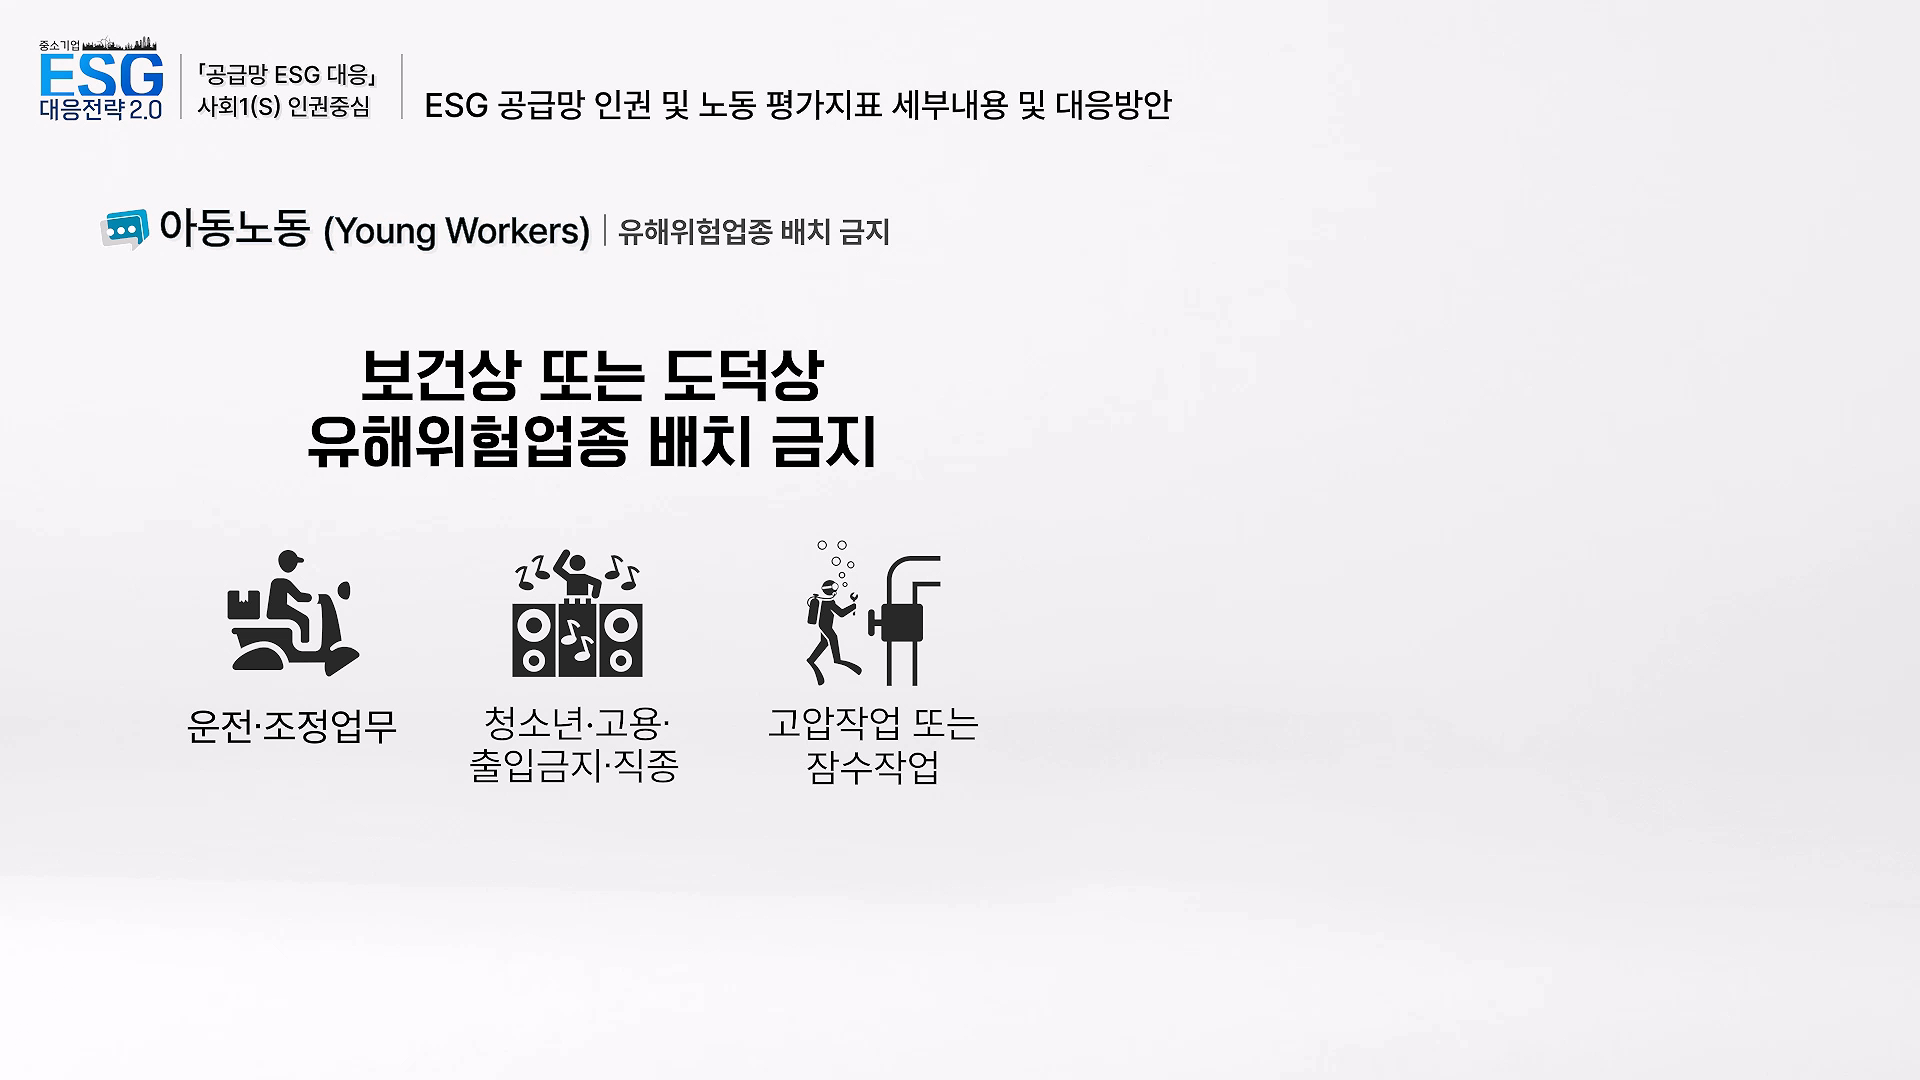 중소기업
ESG
대응전략 2.0
「공급망 ESG 대응」
사회1(S) 인권중심
ESG 공급망 인권 및 노동 평가지표 세부내용 및 대응방안
아동노동 (Young Workers)
유해위험업종 배치 금지
보건상 또는 도덕상
유해위험업종 배치 금지
운전·조정업무
청소년·고용·
출입금지·직종
고압작업 또는
잠수작업